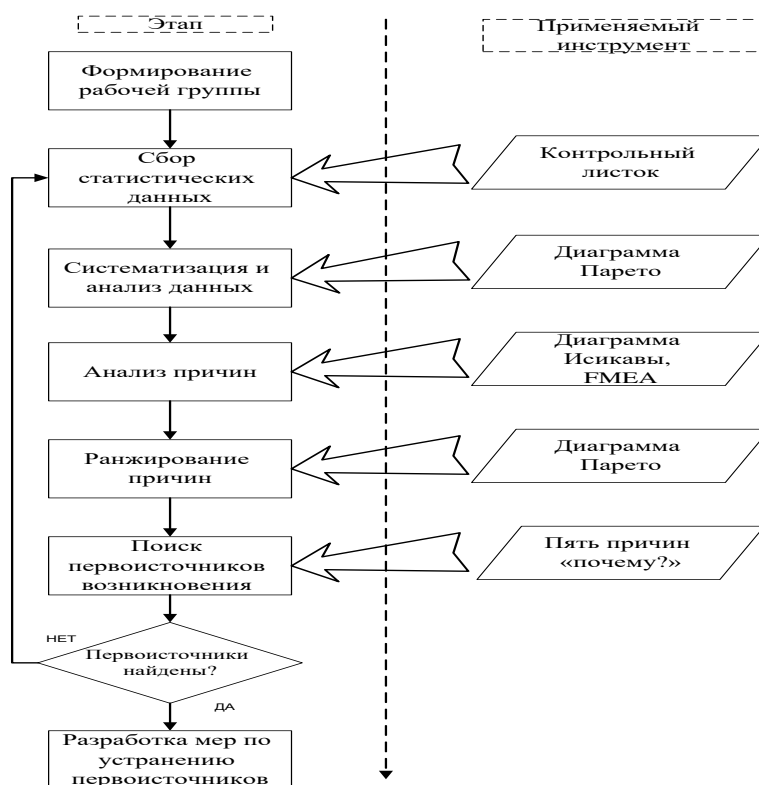 Этап
Применяемый
инструмент
Формирование
рабочей группы
Сбор
статистических
данных
Контрольный
листок
Систематизация и
анализ данных
Диаграмма
Парето
Анализ причин
Диаграмма
Исикавы,
FMEA
Ранжирование
причин
Диаграмма
Парето
Поиск
первоисточников
возникновения
Пять причин
«почему?»
НЕТ
Первоисточники
найдены?
ДА
Разработка мер по
устранению
первоисточников